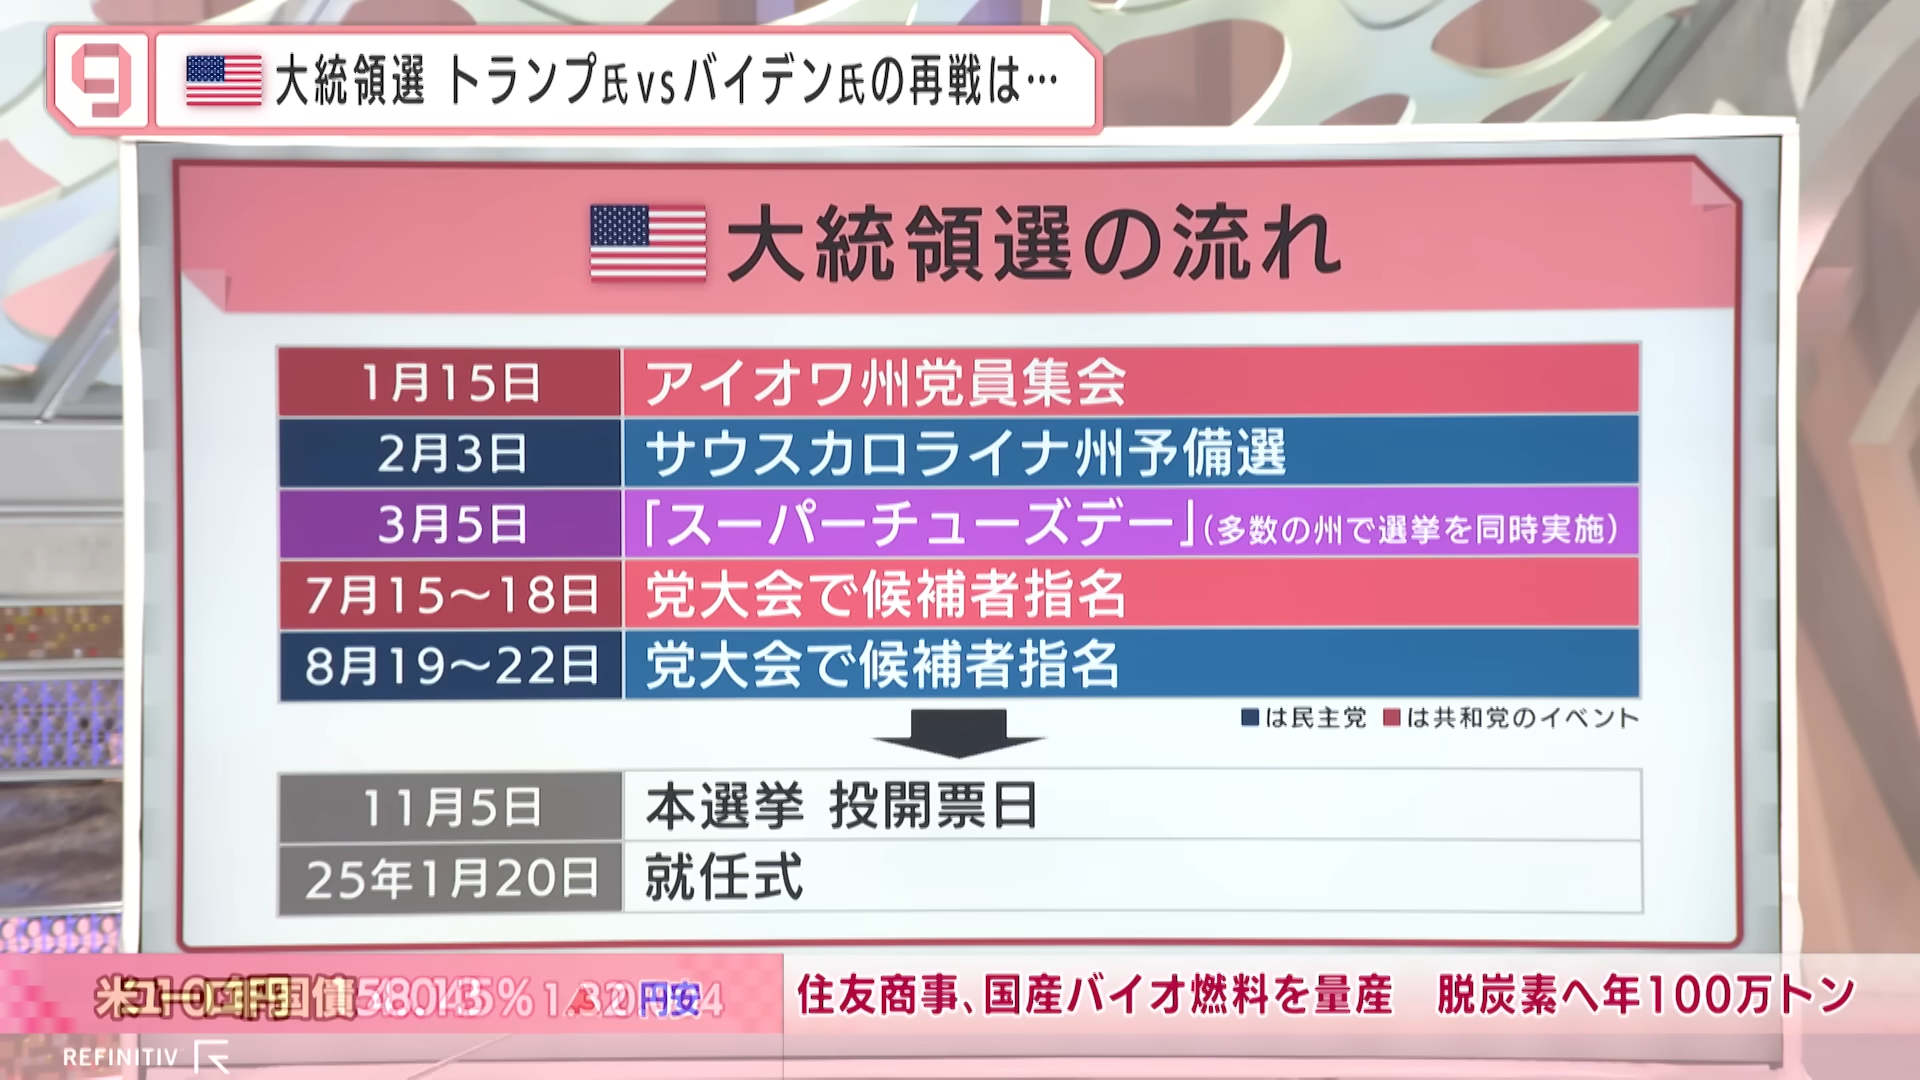 大統領選 トランプ氏vsバイデン氏の再戦は…
大統領選の流れ
1月15日 アイオワ州党員集会
2月3日 サウスカロライナ州予備選
3月5日 「スーパーチューズデー」(多数の州で選挙を同時実施)
7月15〜18日 党大会で候補者指名
8月19〜22日 党大会で候補者指名
■は民主党 ■は共和党のイベント
11月5日 本選挙 投開票日
25年1月20日 就任式
円安
住友商事、国産バイオ燃料を量産 脱炭素へ年100万トン
REFINITIV